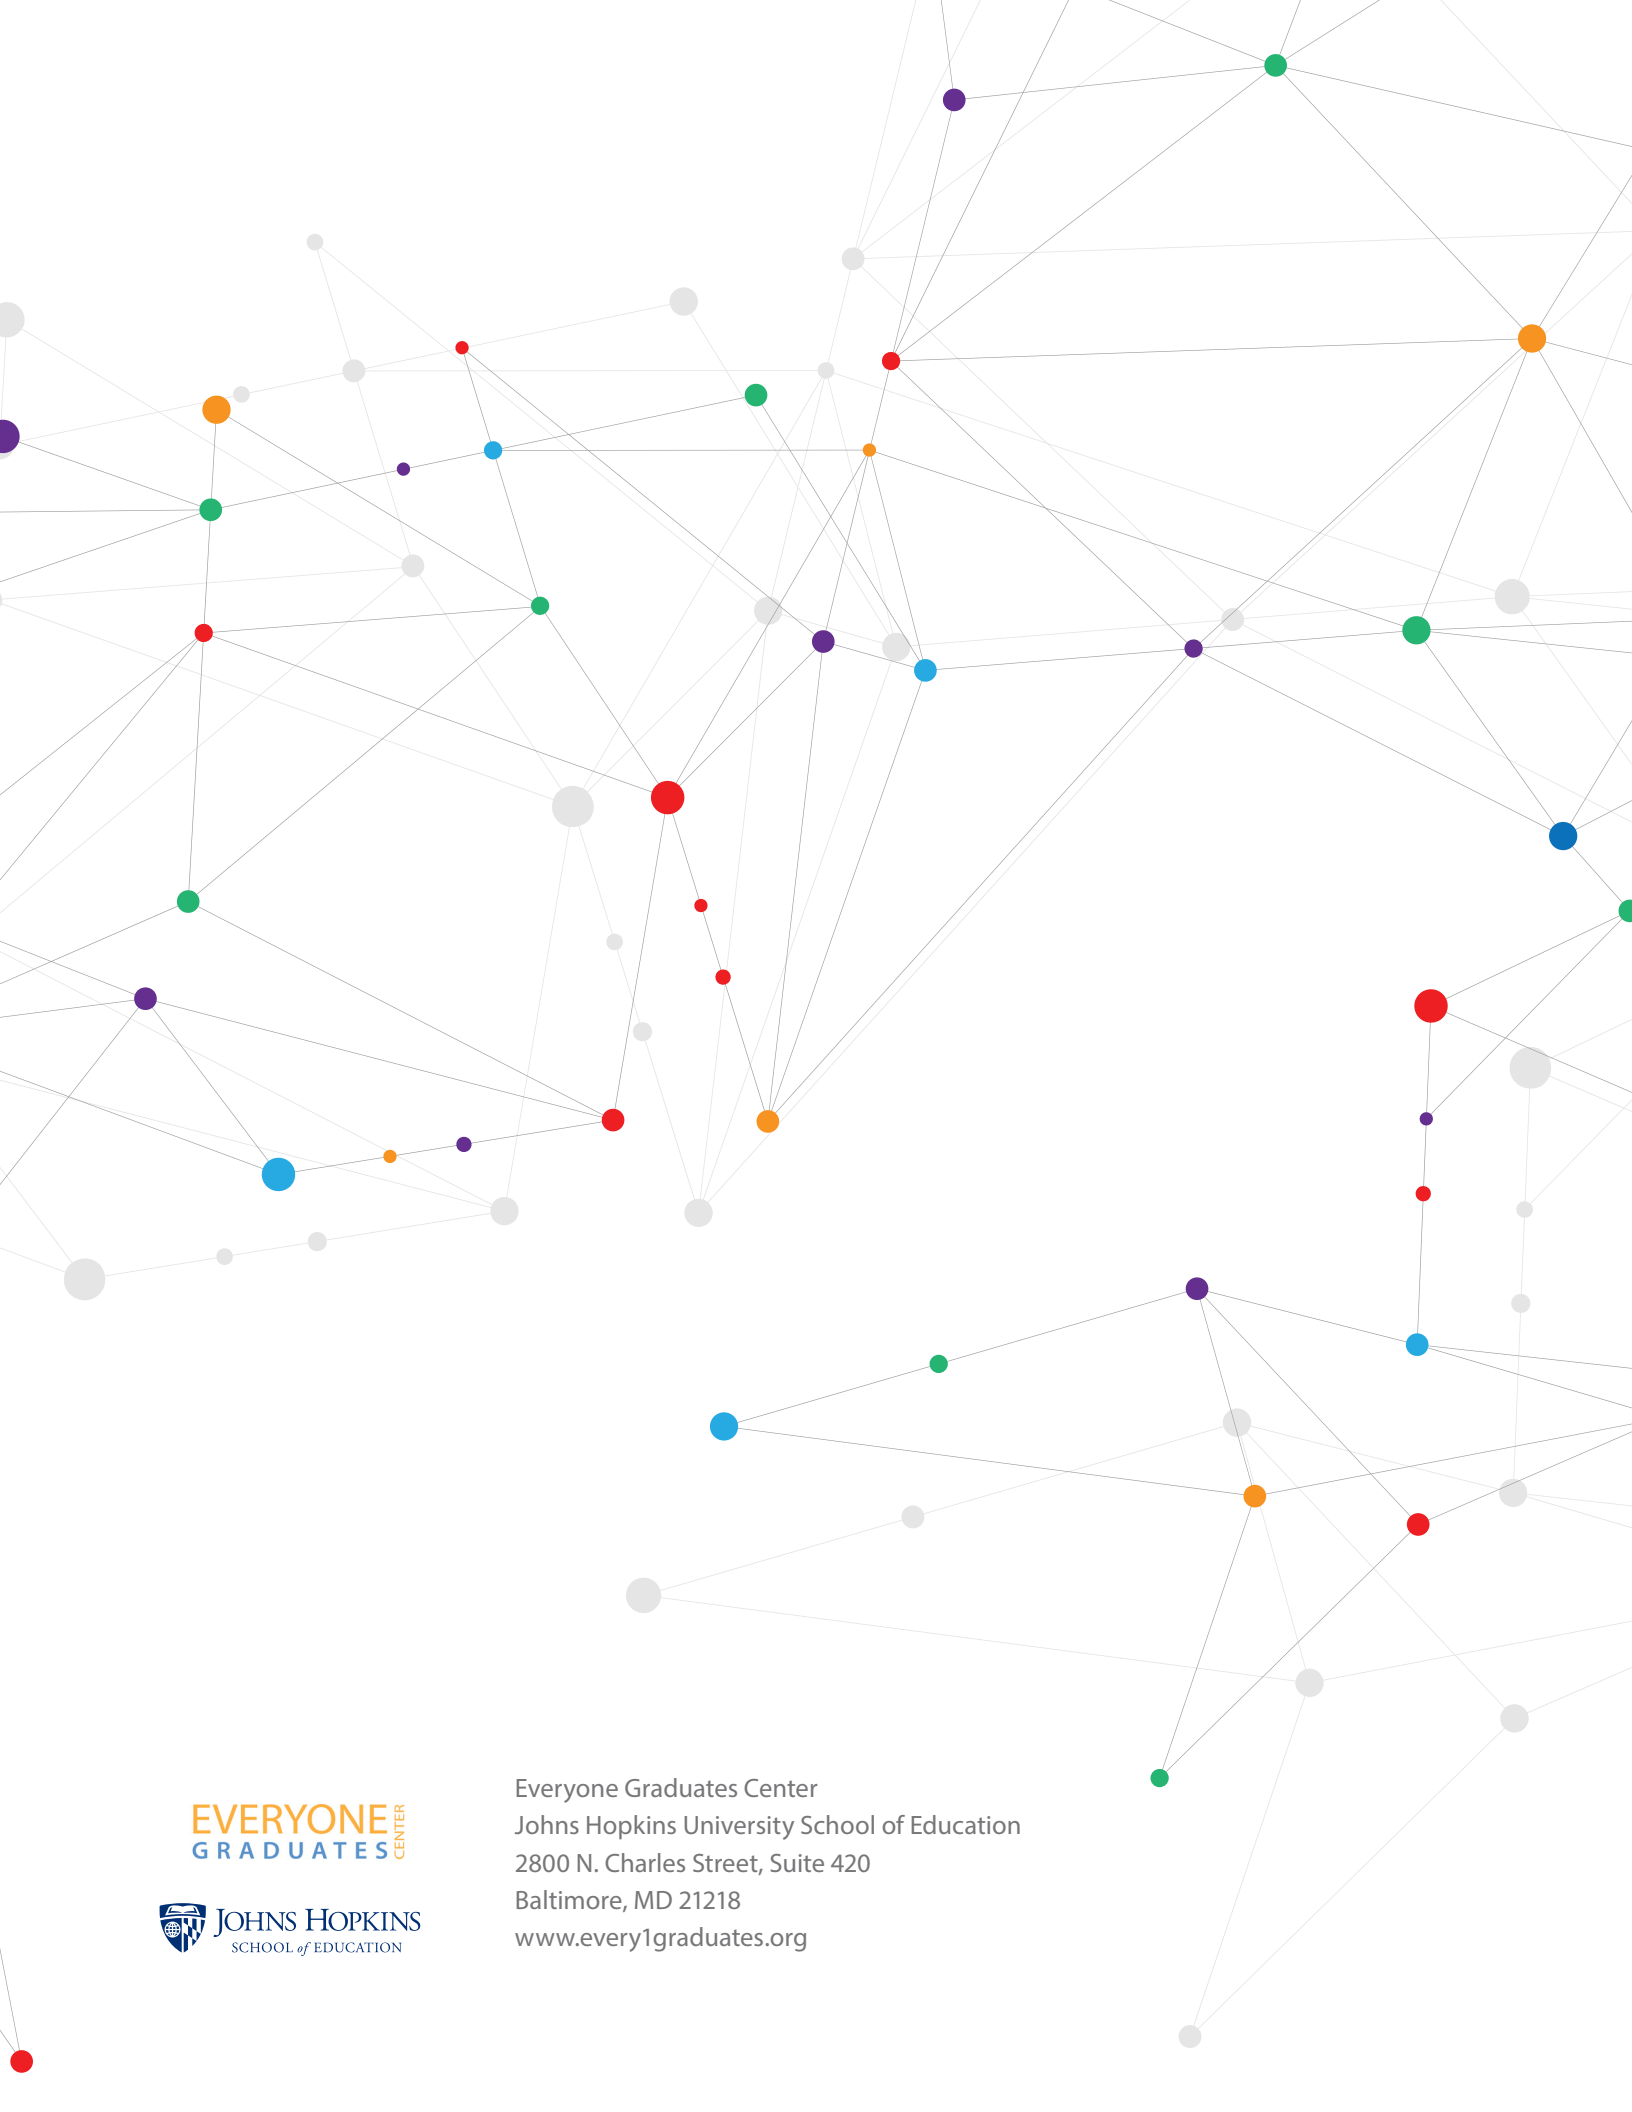 EVERYONE
GRADUATES
CENTER
JOHNS HOPKINS
SCHOOL of EDUCATION
Everyone Graduates Center
Johns Hopkins University School of Education
2800 N. Charles Street, Suite 420
Baltimore, MD 21218
www.every1graduates.org